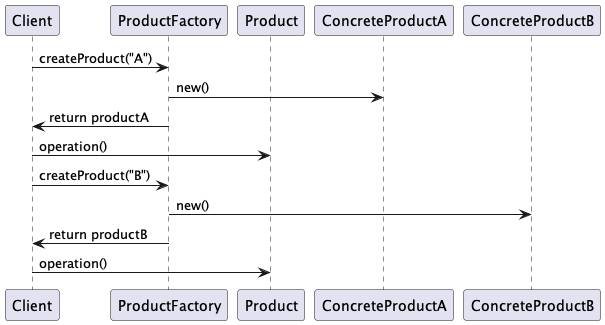 Client ProductFactory Product ConcreteProductA ConcreteProductB
createProduct("A")
new()
return productA
operation()
createProduct("B")
new()
return productB
operation()
Client ProductFactory Product ConcreteProductA ConcreteProductB